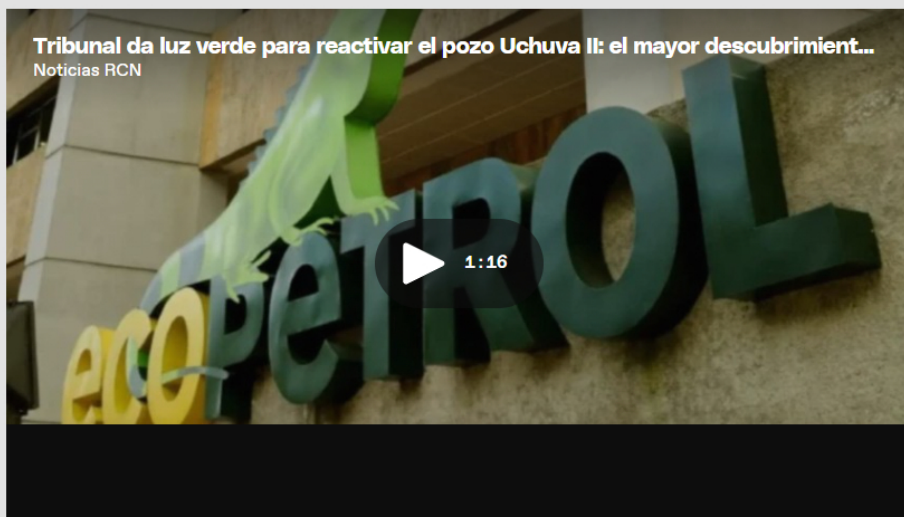 Tribunal da luz verde para reactivar el pozo Uchuva II: el mayor descubrimient...
Noticias RCN
1:16
ecoPeTROL